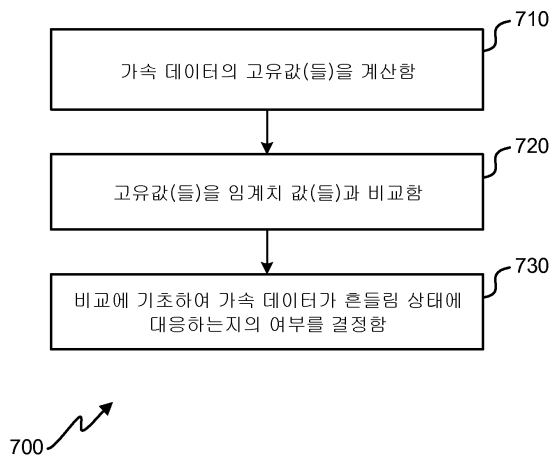 710
가속 데이터의 고유값(들)을 계산함
720
고유값(들)을 임계치 값(들)과 비교함
730
비교에 기초하여 가속 데이터가 흔들림 상태에
대응하는지의 여부를 결정함
700